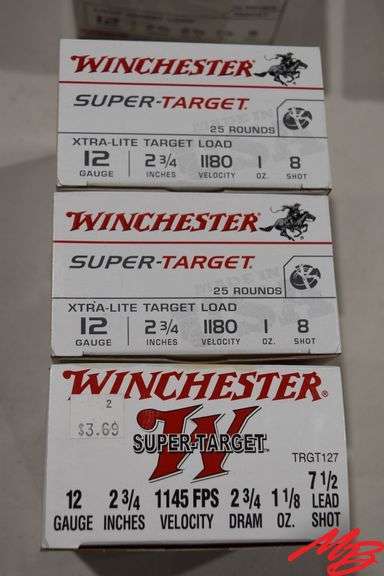 WINCHESTER
SUPER-TARGET
25 ROUNDS
XTRA-LITE TARGET LOAD
12 2 3/4 1180 1 8
GAUGE INCHES VELOCITY OZ. SHOT
WINCHESTER
SUPER-TARGET
25 ROUNDS
XTRA-LITE TARGET LOAD
12 2 3/4 1180 1 8
GAUGE INCHES VELOCITY OZ. SHOT
WINCHESTER®
2
$3.69
W
SUPER-TARGET
TRGT127
12 2 3/4 1145 FPS 2 3/4 1 1/8 7 1/2 LEAD
GAUGE INCHES VELOCITY DRAM OZ. SHOT
MB